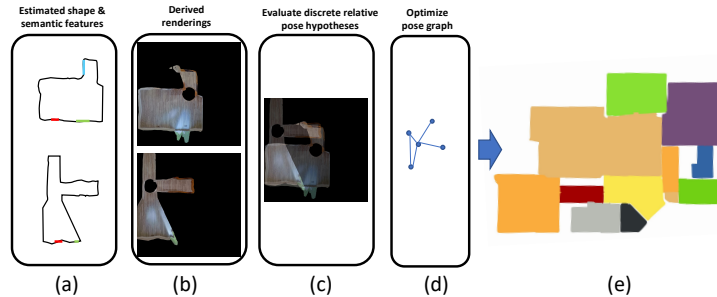 Estimated shape &
semantic features
Derived
renderings
Evaluate discrete relative
pose hypotheses
Optimize
pose graph
(a)
(b)
(c)
(d)
(e)